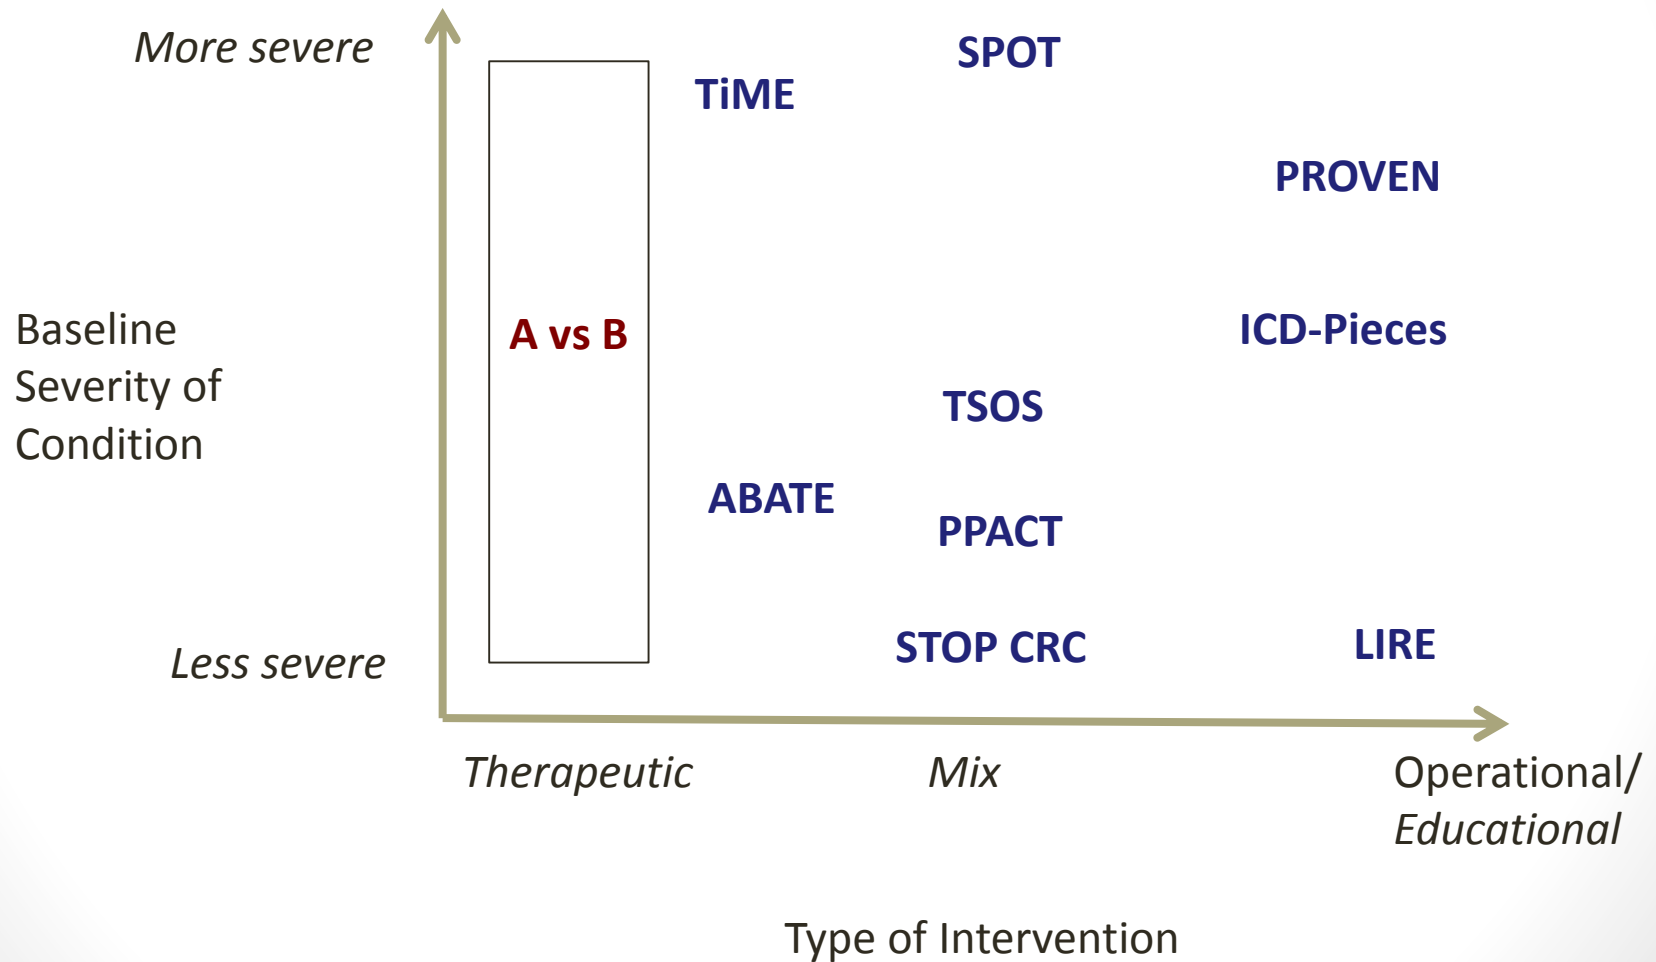 More severe
SPOT
TiME
PROVEN
Baseline
Severity of
Condition
A vs B
ICD-Pieces
TSOS
ABATE
PPACT
STOP CRC
LIRE
Less severe
Therapeutic
Mix
Operational/
Educational
Type of Intervention